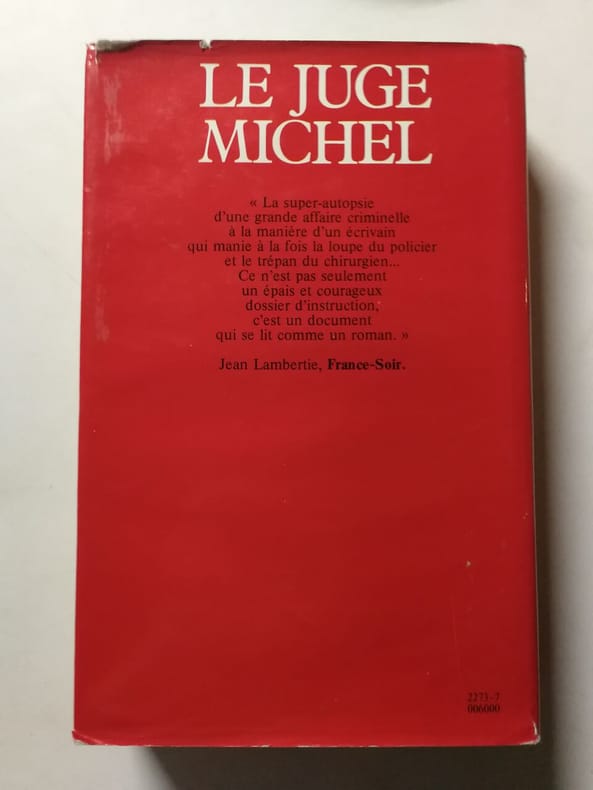 LE JUGE
MICHEL
« La super-autopsie
d'une grande affaire criminelle
à la manière d'un écrivain
qui manie à la fois la loupe du policier
et le trépan du chirurgien...
Ce n'est pas seulement
un épais et courageux
dossier d'instruction,
c'est un document
qui se lit comme un roman. »
Jean Lambertie, France-Soir.
2273-7
006000